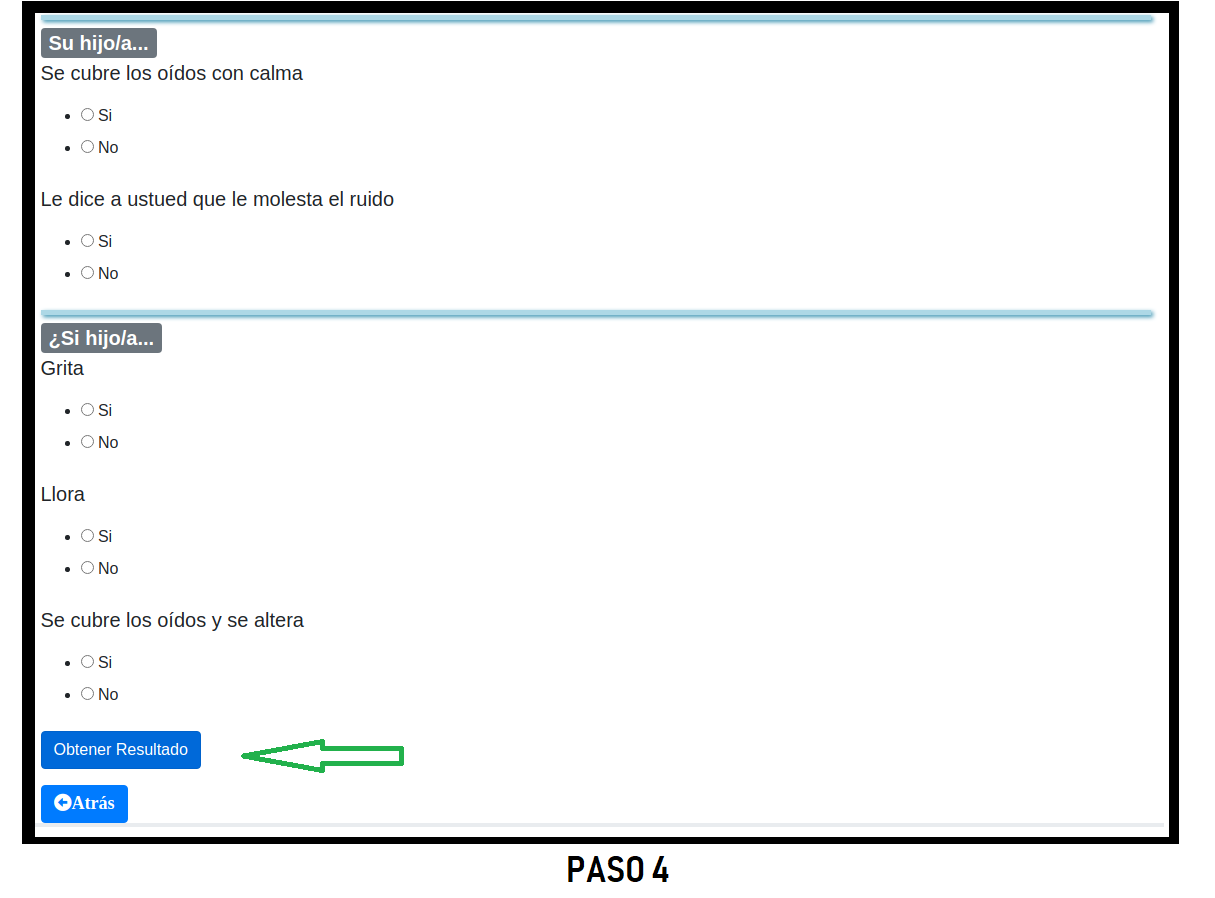 Su hijo/a...
Se cubre los oídos con calma
Si
No
Le dice a ustued que le molesta el ruido
Si
No
¿Si hijo/a...
Grita
Si
No
Llora
Si
No
Se cubre los oídos y se altera
Si
No
Obtener Resultado
Atrás
PASO 4